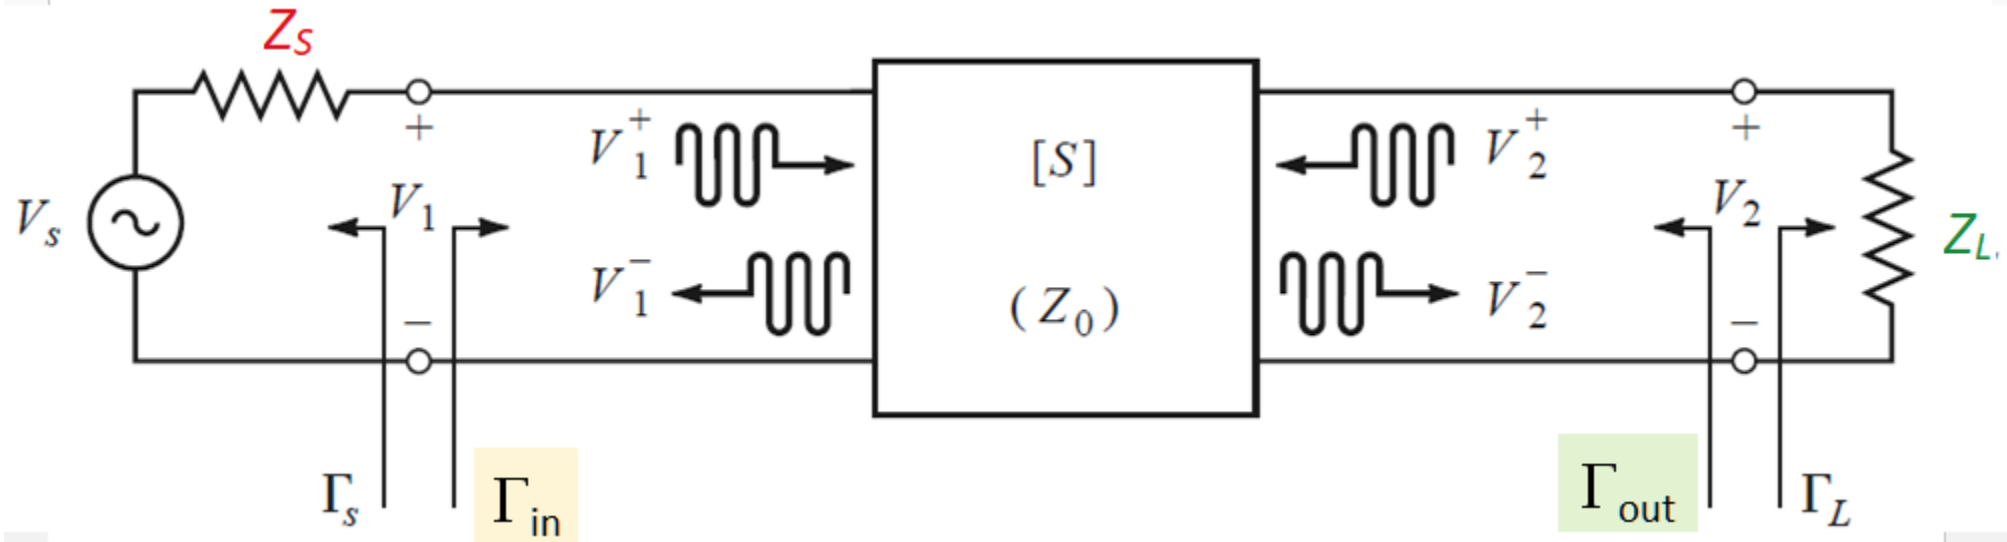 Z_S
+
V_1^+
[S]
V_2^+
+
V_s
V_1
V_2
Z_L
V_1^-
(Z_0)
V_2^-
−
−
Γ_s
Γ_in
Γ_out
Γ_L